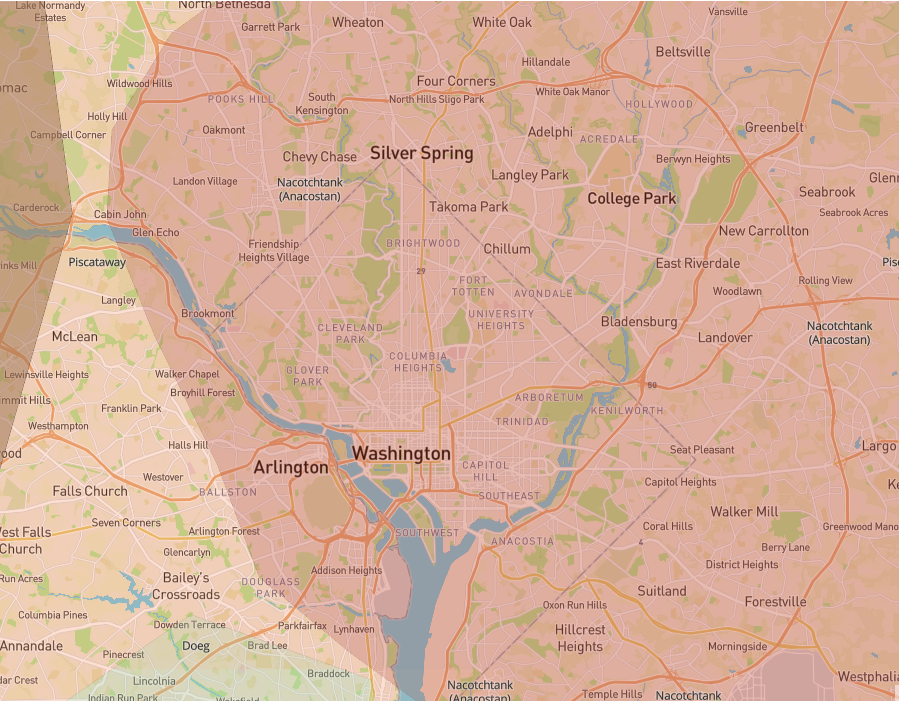 Lake Normandy
Estates
North Bethesda
Garrett Park
Wheaton
White Oak
Vansville
Hillandale
Beltsville
omac
Wildwood Hills
POOKS HILL
South
Kensington
Four Corners
North Hills Sligo Park
White Oak Manor
HOLLYWOOD
Holly Hill
Campbell Corner
Oakmont
Adelphi
ACREDALE
Greenbelt
Chevy Chase
Silver Spring
Berwyn Heights
Landon Village
Nacotchtank
(Anacostan)
Langley Park
College Park
Glenn
Seabrook
Seabrook Acres
Carderock
Cabin John
Glen Echo
Takoma Park
New Carrollton
Friendship
Heights Village
BRIGHTWOOD
Chillum
Piscataway
29
East Riverdale
Pis
inks Mill
FORT
TOTTEN
AVONDALE
Woodlawn
Rolling View
Langley
Brookmont
UNIVERSITY
HEIGHTS
Bladensburg
Nacotchtank
(Anacostan)
McLean
CLEVELAND
PARK
Landover
Lewinsville Heights
Walker Chapel
GLOVER
PARK
COLUMBIA
HEIGHTS
50
mmit Hills
Broyhill Forest
Franklin Park
ARBORETUM
KENILWORTH
Westhampton
TRINIDAD
Halls Hill
Washington
Seat Pleasant
Largo
ood
Arlington
CAPITOL
HILL
Westover
Capitol Heights
Ke
Falls Church
BALLSTON
SOUTHEAST
Walker Mill
Seven Corners
Arlington Forest
SOUTHWEST
Coral Hills
Greenwood Mano
est Falls
Church
Glencarlyn
ANACOSTIA
4
Berry Lane
District Heights
Run Acres
Bailey's
Crossroads
Addison Heights
DOUGLASS
PARK
Suitland
Forestville
Columbia Pines
Oxon Run Hills
Dowden Terrace
Parkfairfax
Lynhaven
Hillcrest
Heights
Annandale
Doeg
Brad Lee
Morningside
Pinecrest
dar Crest
Lincolnia
Braddock
Westphalia
Indian Run Park
Wakefield
Nacotchtank
(Anacostan)
Temple Hills
Nacotchtank